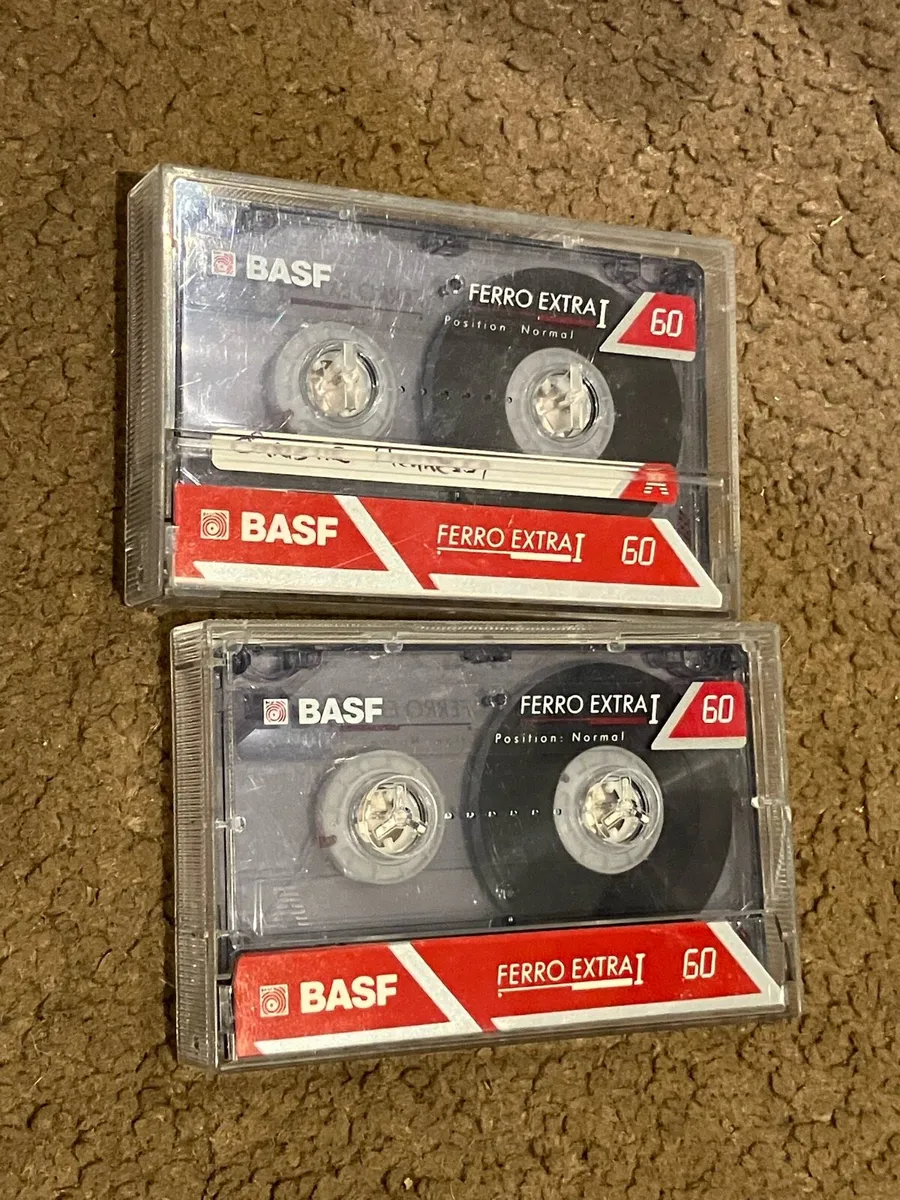 BASF
FERRO EXTRA I 60
Position Normal
A
BASF FERRO EXTRA I 60
BASF FERRO EXTRA I 60
Position: Normal
BASF FERRO EXTRA I 60